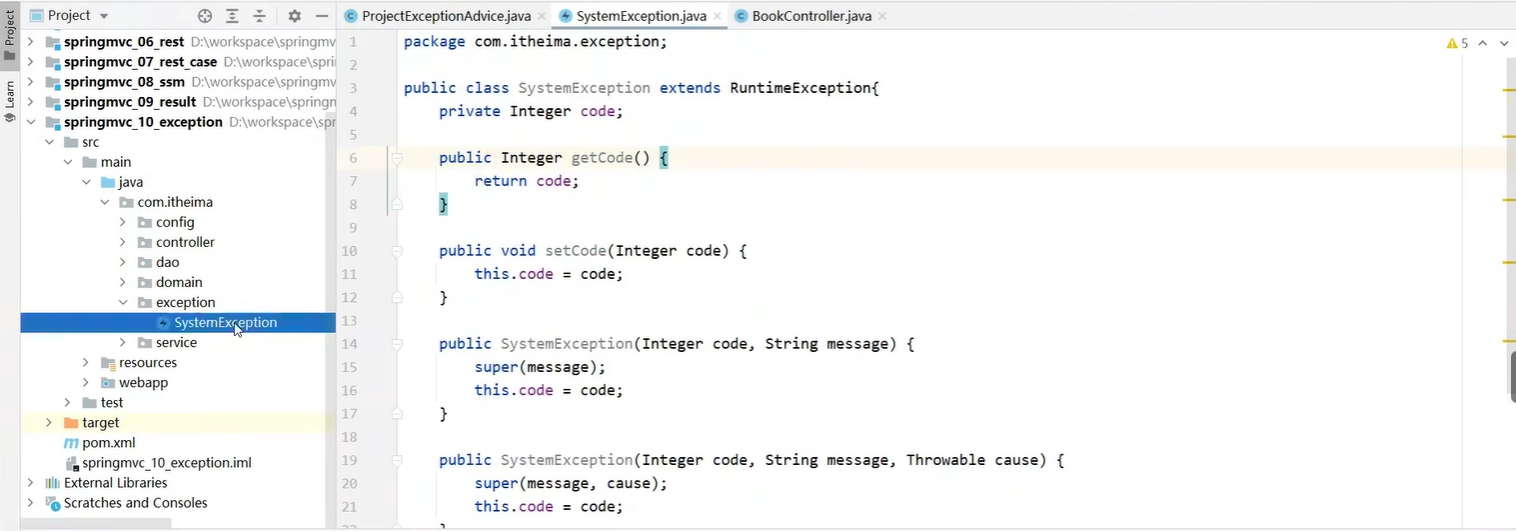 Project
Learn
Project
springmvc_06_rest D:\workspace\springmv
springmvc_07_rest_case D:\workspace\spri
springmvc_08_ssm D:\workspace\springmv
springmvc_09_result D:\workspace\springn
springmvc_10_exception D:\workspace\spr
src
main
java
com.itheima
config
controller
dao
domain
exception
SystemException
service
resources
webapp
test
target
pom.xml
springmvc_10_exception.iml
External Libraries
Scratches and Consoles
ProjectExceptionAdvice.java SystemException.java BookController.java
5
1 package com.itheima.exception;
2
3 public class SystemException extends RuntimeException{
4 private Integer code;
5
6 public Integer getCode() {
7 return code;
8 }
9
10 public void setCode(Integer code) {
11 this.code = code;
12 }
13
14 public SystemException(Integer code, String message) {
15 super(message);
16 this.code = code;
17 }
18
19 public SystemException(Integer code, String message, Throwable cause) {
20 super(message, cause);
21 this.code = code;